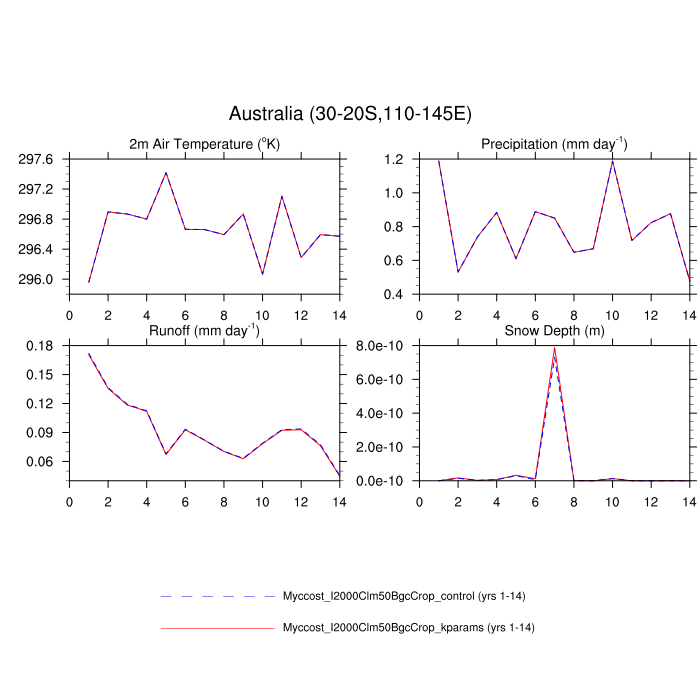 Australia (30-20S,110-145E)
2m Air Temperature (°K)
Precipitation (mm day⁻¹)
297.6
297.2
296.8
296.4
296.0
0 2 4 6 8 10 12 14
1.2
1.0
0.8
0.6
0.4
0 2 4 6 8 10 12 14
Runoff (mm day⁻¹)
Snow Depth (m)
0.18
0.15
0.12
0.09
0.06
0 2 4 6 8 10 12 14
8.0e-10
6.0e-10
4.0e-10
2.0e-10
0.0e-10
0 2 4 6 8 10 12 14
Myccost_I2000Clm50BgcCrop_control (yrs 1-14)
Myccost_I2000Clm50BgcCrop_kparams (yrs 1-14)